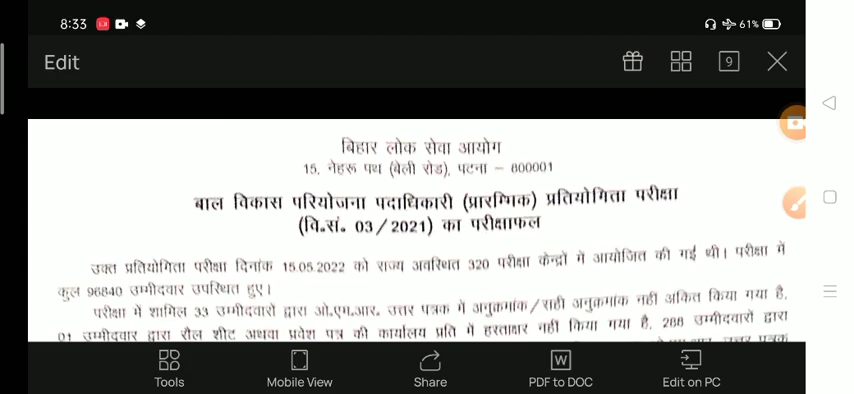 8:33
61%
Edit
9
बिहार लोक सेवा आयोग
15, नेहरू पथ (बेली रोड), पटना – 800001
बाल विकास परियोजना पदाधिकारी (प्रारम्भिक) प्रतियोगिता परीक्षा
(वि॰सं॰ 03/2021) का परीक्षाफल
उक्त प्रतियोगिता परीक्षा दिनांक 15.05.2022 को राज्य अवस्थित 320 परीक्षा केन्द्रों में आयोजित की गई थी। परीक्षा में
कुल 96840 उम्मीदवार उपस्थित हुए।
परीक्षा में शामिल 33 उम्मीदवारों द्वारा ओ.एम.आर. उत्तर पत्रक में अनुक्रमांक/सही अनुक्रमांक नहीं अंकित किया गया है,
01 उम्मीदवार द्वारा रौल शीट अथवा प्रवेश पत्र की कार्यालय प्रति में हस्ताक्षर नहीं किया गया है, 288 उम्मीदवारों द्वारा
उत्तर पत्रक
Tools
Mobile View
Share
W
PDF to DOC
Edit on PC